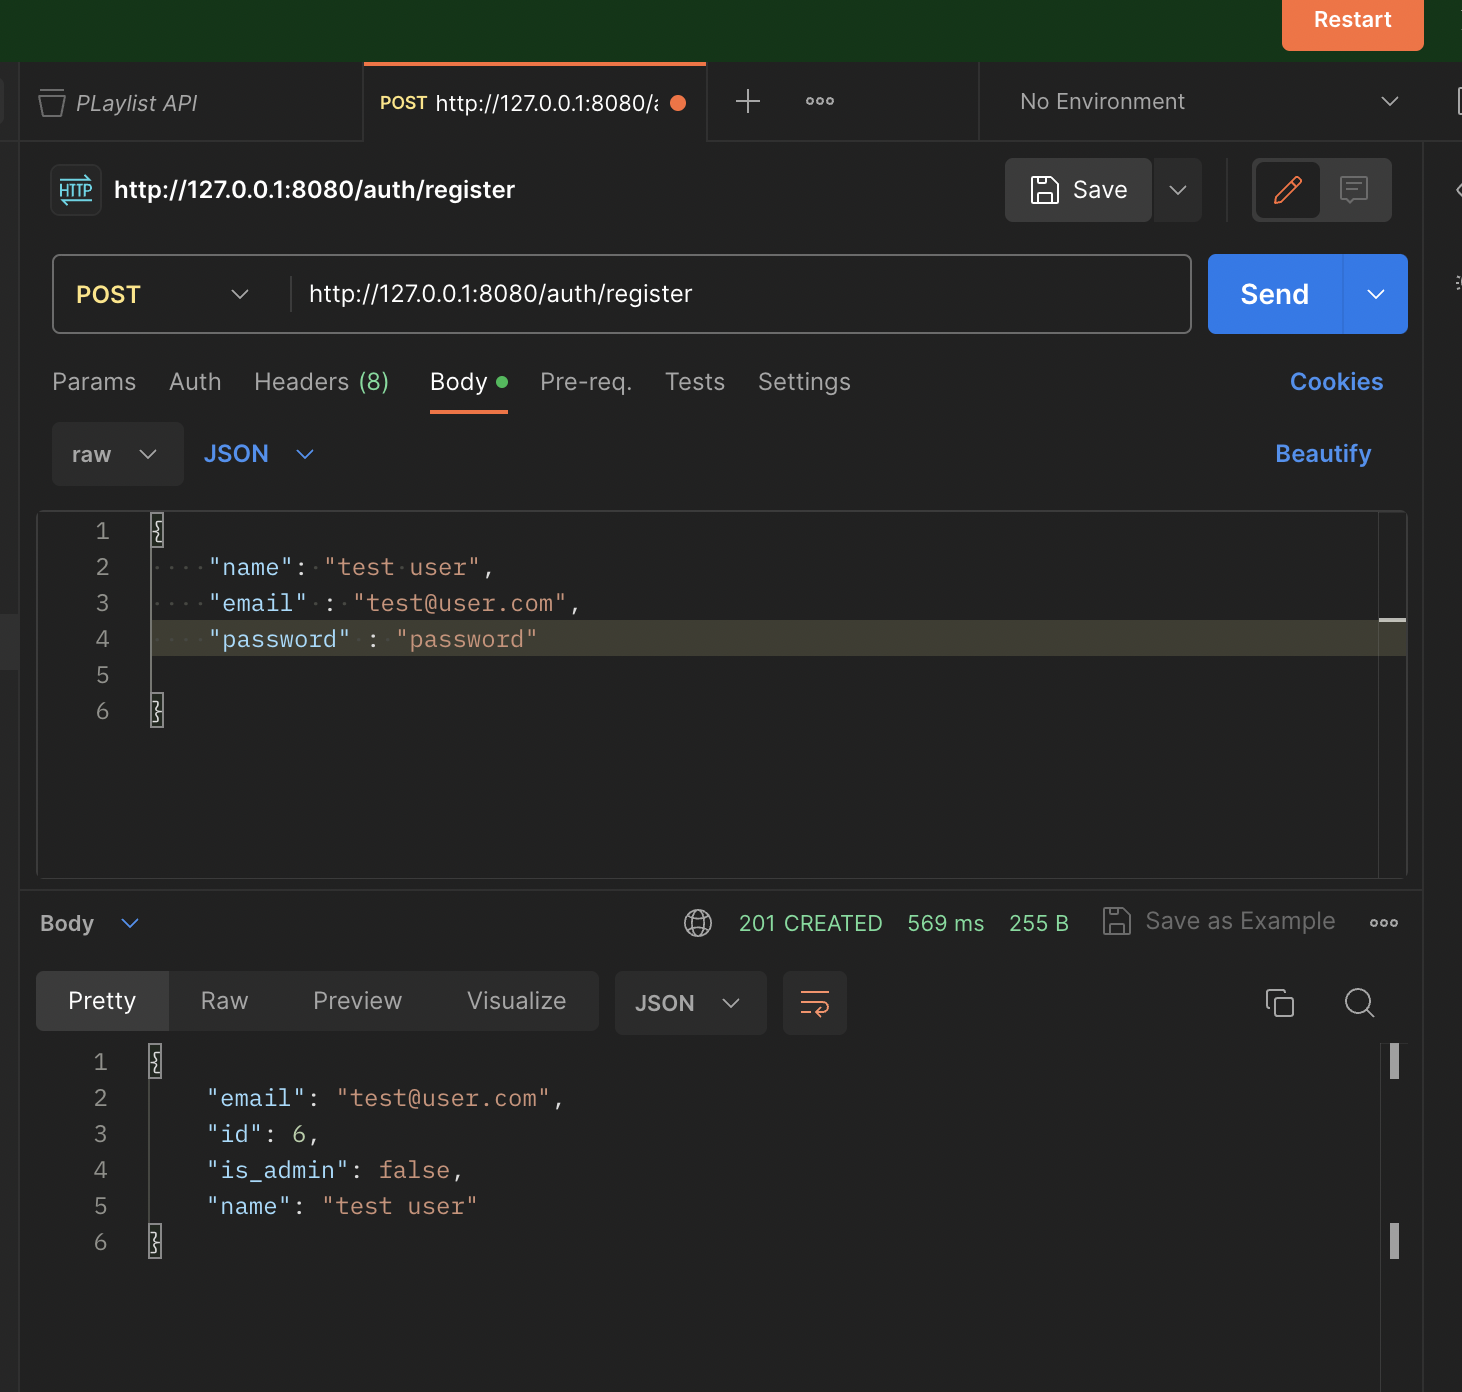 Restart
PLaylist API
POST http://127.0.0.1:8080/
No Environment
HTTP http://127.0.0.1:8080/auth/register
Save
POST http://127.0.0.1:8080/auth/register
Send
Params Auth Headers (8) Body Pre-req. Tests Settings Cookies
raw JSON Beautify
1 {
2 "name": "test user",
3 "email" : "test@user.com",
4 "password" : "password"
5
6 }
Body 201 CREATED 569 ms 255 B Save as Example
Pretty Raw Preview Visualize JSON
1 {
2 "email": "test@user.com",
3 "id": 6,
4 "is_admin": false,
5 "name": "test user"
6 }